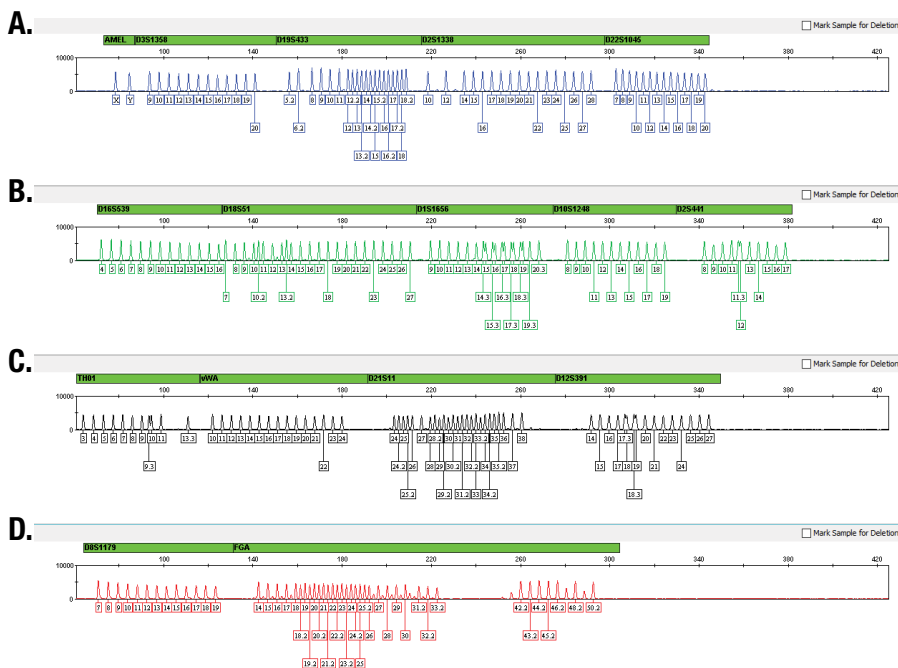 A.
Mark Sample for Deletion
AMEL D3S1358 D19S433 D2S1338 D22S1045
100 140 180 220 260 300 340 380 420
10000
0
X Y 9 10 11 12 13 14 15 16 17 18 19 5.2 8 9 10 11 12.2 14 15.2 17 18.2 10 12 14 15 17 18 19 20 21 23 24 26 28 7 8 9 11 13 15 17 19
20 6.2 12 13 14.2 16 17.2 16 22 25 27 10 12 14 16 18 20
13.2 15 16.2 18
B.
Mark Sample for Deletion
D16S539 D18S51 D1S1656 D10S1248 D2S441
100 140 180 220 260 300 340 380 420
10000
0
4 5 6 7 8 9 10 11 12 13 14 15 16 8 9 10 11 12 13 14 15 16 17 19 20 21 22 24 25 26 9 10 11 12 13 14 15 16 17 18 19 20.3 8 9 10 12 14 16 18 8 9 10 11 13 15 16 17
7 10.2 13.2 18 23 27 14.3 16.3 18.3 11 13 15 17 19 11.3 14
15.3 17.3 19.3 12
C.
Mark Sample for Deletion
TH01 vWA D21S11 D12S391
100 140 180 220 260 300 340 380 420
10000
0
3 4 5 6 7 8 9 10 11 13.3 10 11 12 13 14 15 16 17 18 19 20 21 23 24 24 25 27 28.2 30 31 32 33.2 35 36 38 14 16 17.3 20 22 23 25 26 27
9.3 22 24.2 26 28 29 30.2 32.2 34 35.2 37 15 17 18 19 21 24
25.2 29.2 31.2 33 34.2 18.3
D.
Mark Sample for Deletion
D8S1179 FGA
100 140 180 220 260 300 340 380 420
10000
0
7 8 9 10 11 12 13 14 15 16 17 18 19 14 15 16 17 18 19 20 21 22 23 24 25.2 27 29 31.2 33.2 42.2 44.2 46.2 48.2 50.2
18.2 20.2 22.2 24.2 26 28 30 32.2 43.2 45.2
19.2 21.2 23.2 25